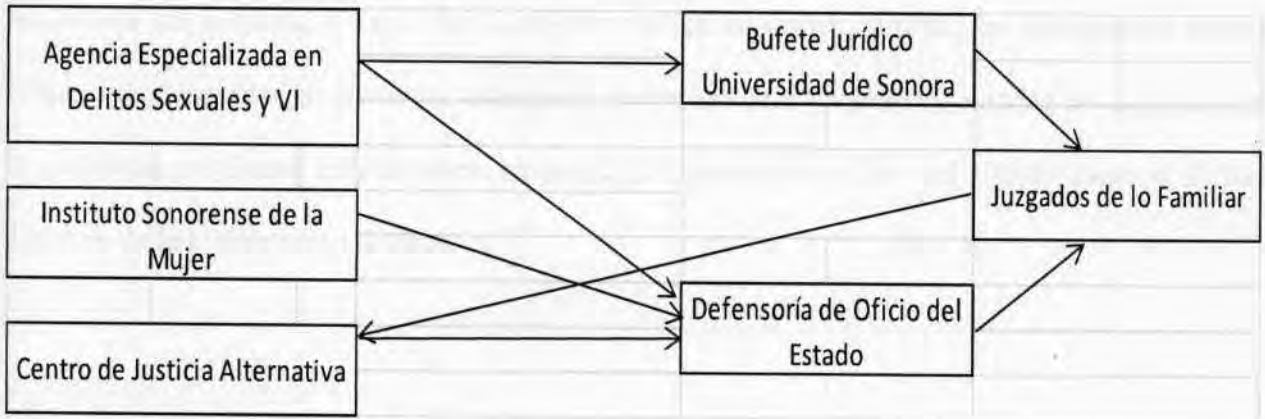 Agencia Especializada en
Delitos Sexuales y VI
Bufete Jurídico
Universidad de Sonora
Instituto Sonorense de la
Mujer
Juzgados de lo Familiar
Centro de Justicia Alternativa
Defensoría de Oficio del
Estado